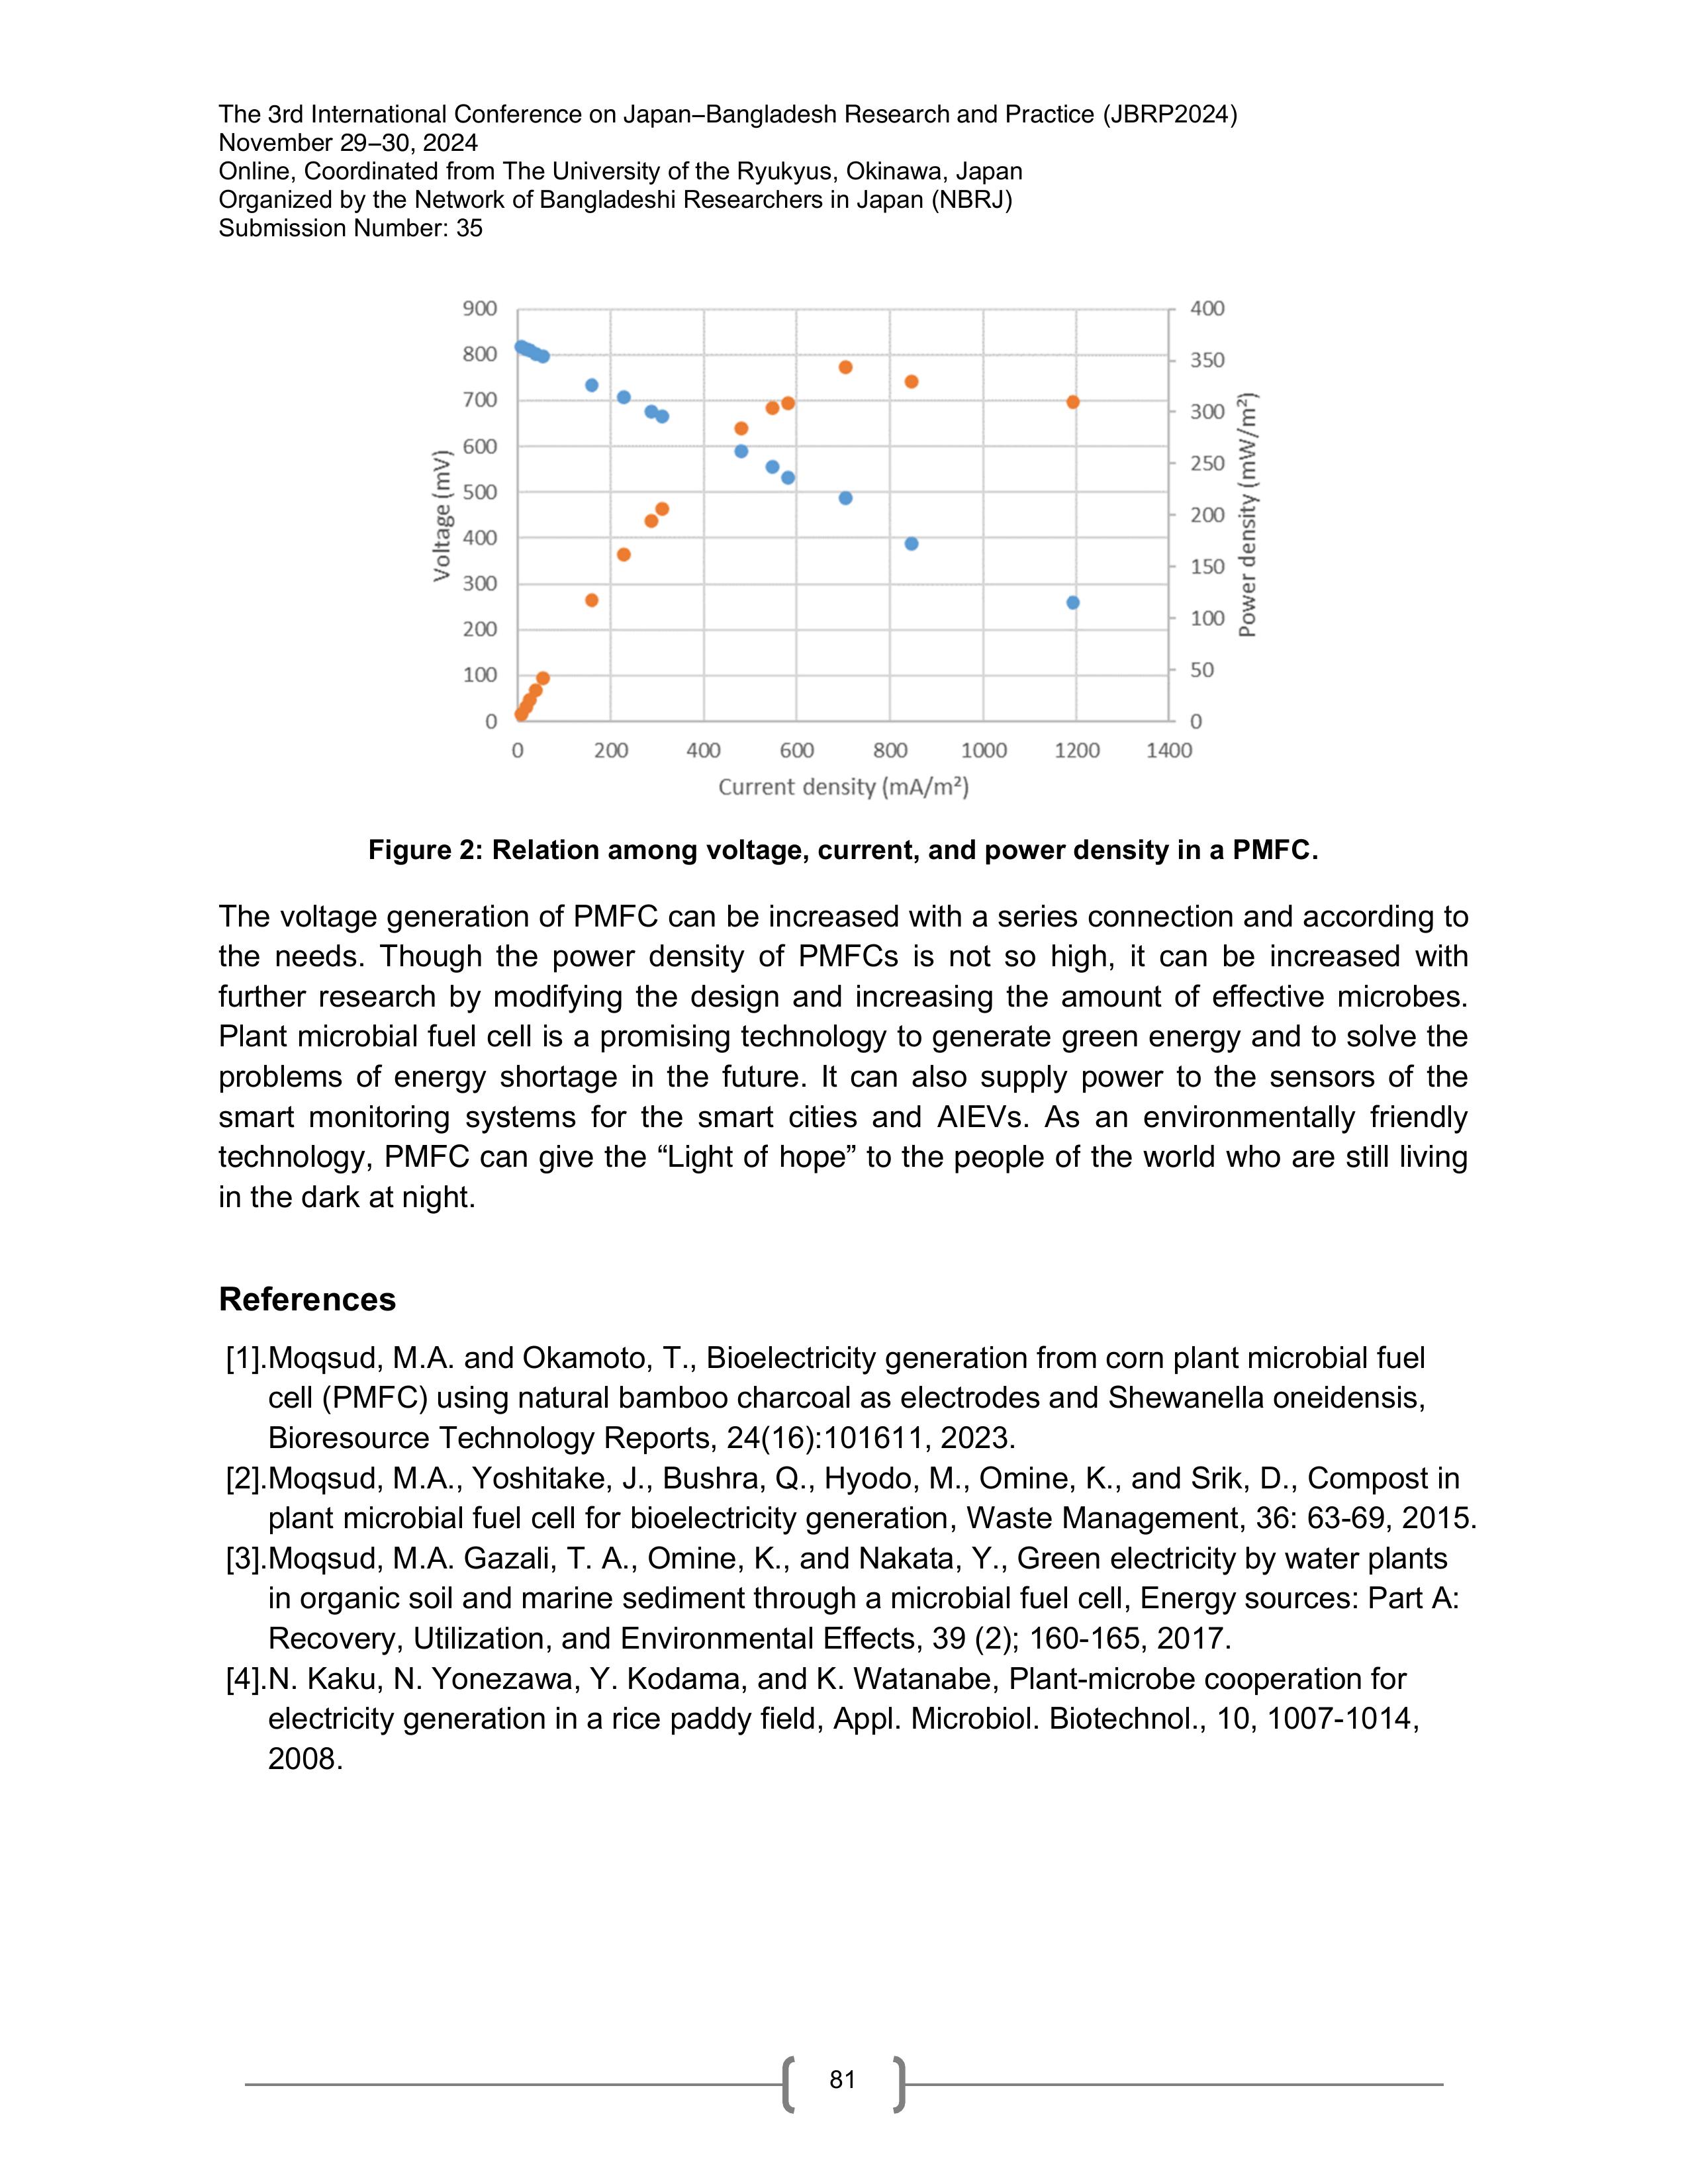 The 3rd International Conference on Japan–Bangladesh Research and Practice (JBRP2024)
November 29–30, 2024
Online, Coordinated from The University of the Ryukyus, Okinawa, Japan
Organized by the Network of Bangladeshi Researchers in Japan (NBRJ)
Submission Number: 35
900
800
700
600
500
400
300
200
100
0
Voltage (mV)
400
350
300
250
200
150
100
50
0
Power density (mW/m²)
0 200 400 600 800 1000 1200 1400
Current density (mA/m²)
Figure 2: Relation among voltage, current, and power density in a PMFC.
The voltage generation of PMFC can be increased with a series connection and according to
the needs. Though the power density of PMFCs is not so high, it can be increased with
further research by modifying the design and increasing the amount of effective microbes.
Plant microbial fuel cell is a promising technology to generate green energy and to solve the
problems of energy shortage in the future. It can also supply power to the sensors of the
smart monitoring systems for the smart cities and AIEVs. As an environmentally friendly
technology, PMFC can give the “Light of hope” to the people of the world who are still living
in the dark at night.
References
[1].Moqsud, M.A. and Okamoto, T., Bioelectricity generation from corn plant microbial fuel
cell (PMFC) using natural bamboo charcoal as electrodes and Shewanella oneidensis,
Bioresource Technology Reports, 24(16):101611, 2023.
[2].Moqsud, M.A., Yoshitake, J., Bushra, Q., Hyodo, M., Omine, K., and Srik, D., Compost in
plant microbial fuel cell for bioelectricity generation, Waste Management, 36: 63-69, 2015.
[3].Moqsud, M.A. Gazali, T. A., Omine, K., and Nakata, Y., Green electricity by water plants
in organic soil and marine sediment through a microbial fuel cell, Energy sources: Part A:
Recovery, Utilization, and Environmental Effects, 39 (2); 160-165, 2017.
[4].N. Kaku, N. Yonezawa, Y. Kodama, and K. Watanabe, Plant-microbe cooperation for
electricity generation in a rice paddy field, Appl. Microbiol. Biotechnol., 10, 1007-1014,
2008.
81